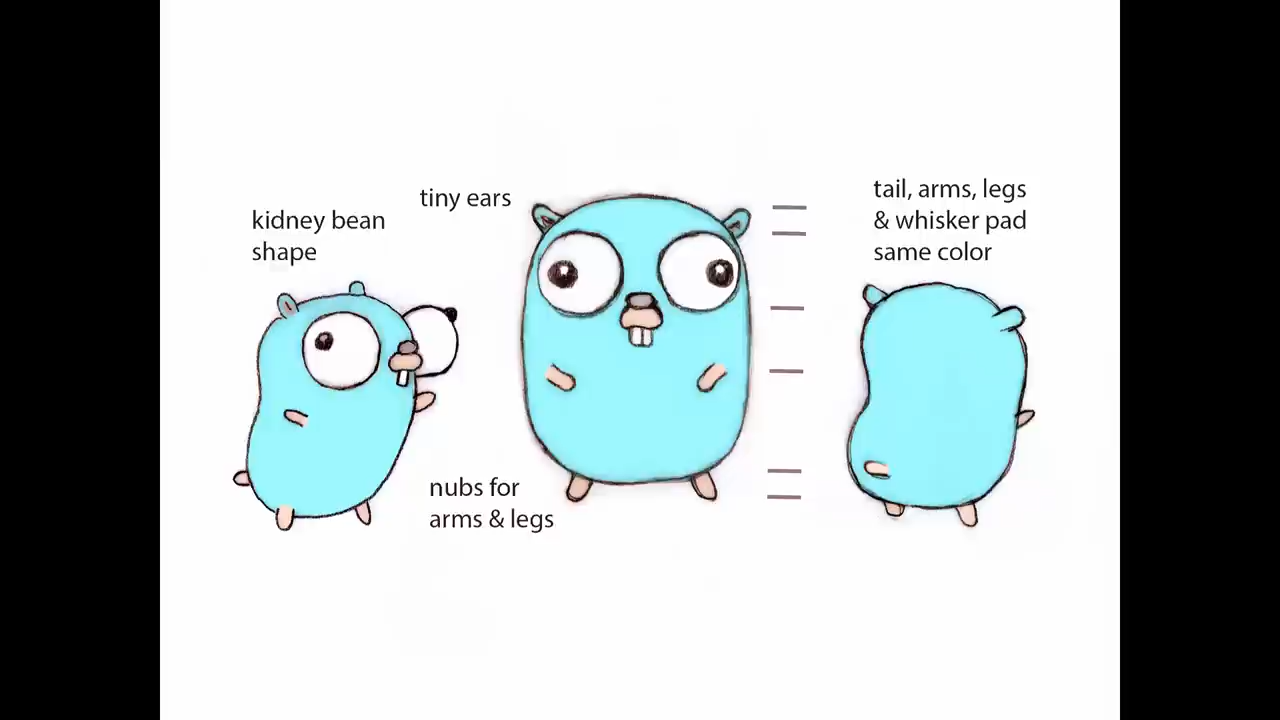 kidney bean
shape
tiny ears
nubs for
arms & legs
tail, arms, legs
& whisker pad
same color